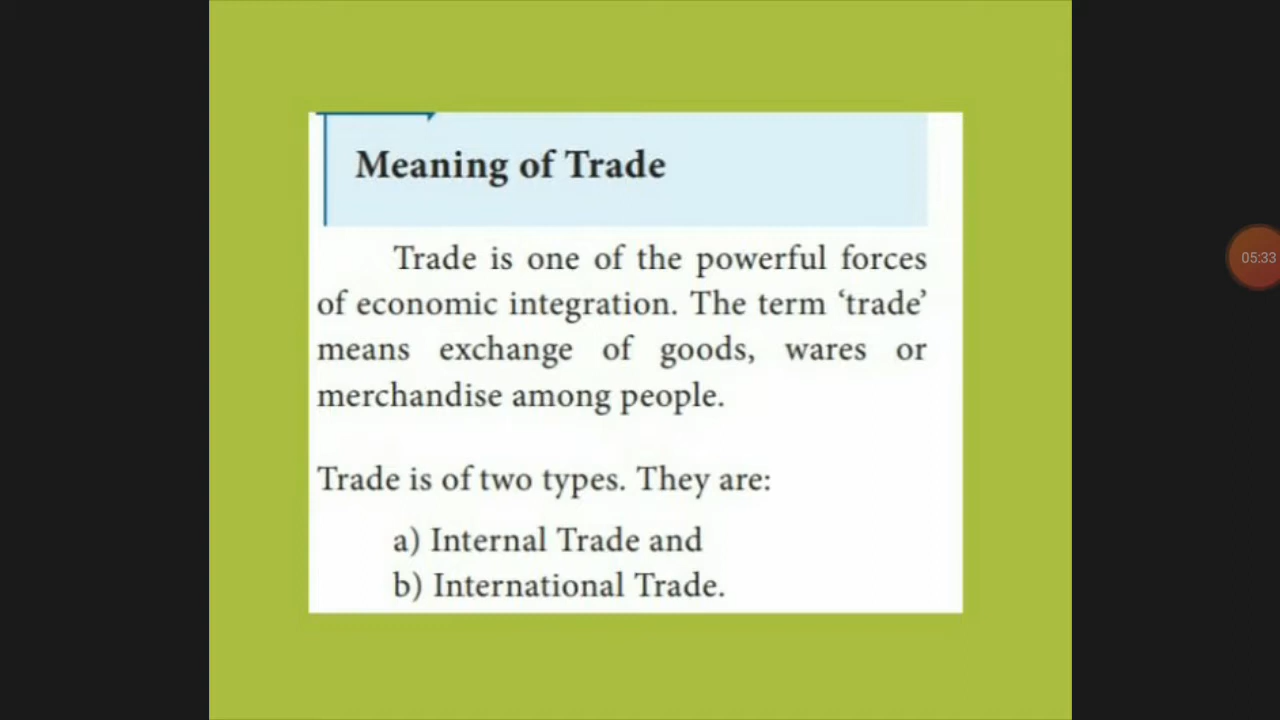 Meaning of Trade
Trade is one of the powerful forces
of economic integration. The term ‘trade’
means exchange of goods, wares or
merchandise among people.
Trade is of two types. They are:
a) Internal Trade and
b) International Trade.
05:33